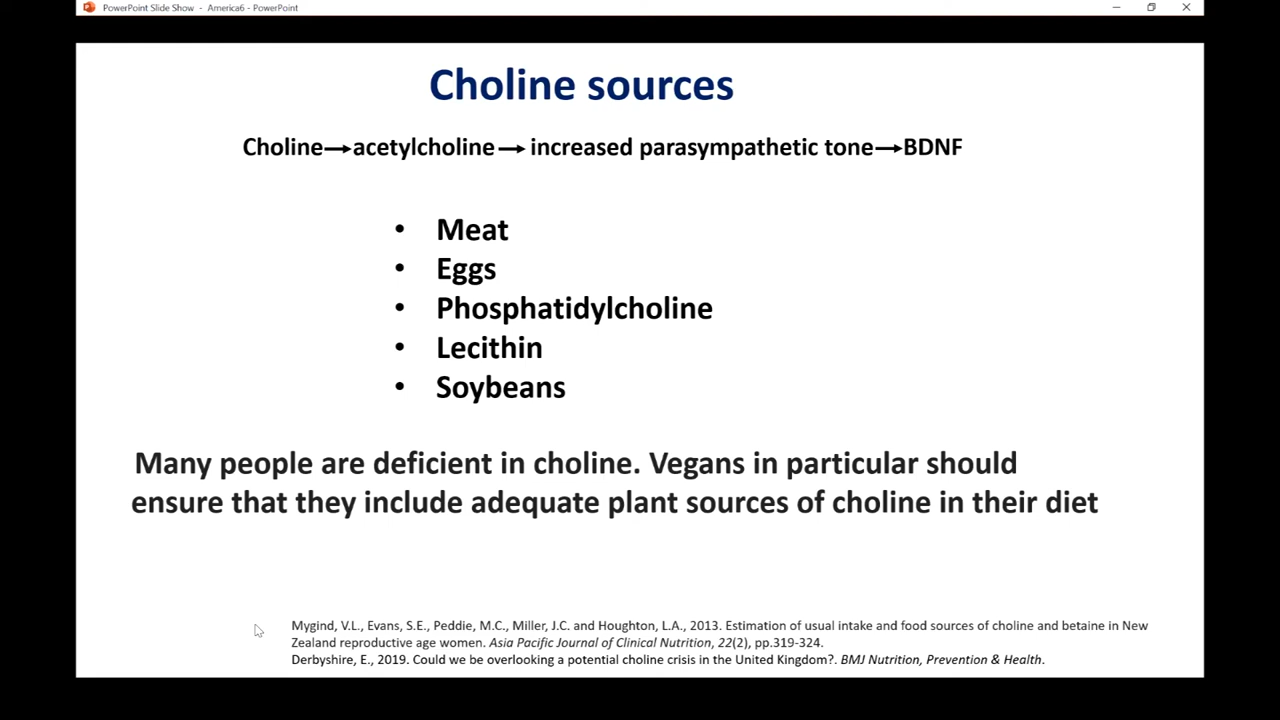 PowerPoint Slide Show - America6 - PowerPoint
Choline sources
Choline→acetylcholine→increased parasympathetic tone→BDNF
• Meat
• Eggs
• Phosphatidylcholine
• Lecithin
• Soybeans
Many people are deficient in choline. Vegans in particular should
ensure that they include adequate plant sources of choline in their diet
Mygind, V.L., Evans, S.E., Peddie, M.C., Miller, J.C. and Houghton, L.A., 2013. Estimation of usual intake and food sources of choline and betaine in New
Zealand reproductive age women. Asia Pacific Journal of Clinical Nutrition, 22(2), pp.319-324.
Derbyshire, E., 2019. Could we be overlooking a potential choline crisis in the United Kingdom?. BMJ Nutrition, Prevention & Health.